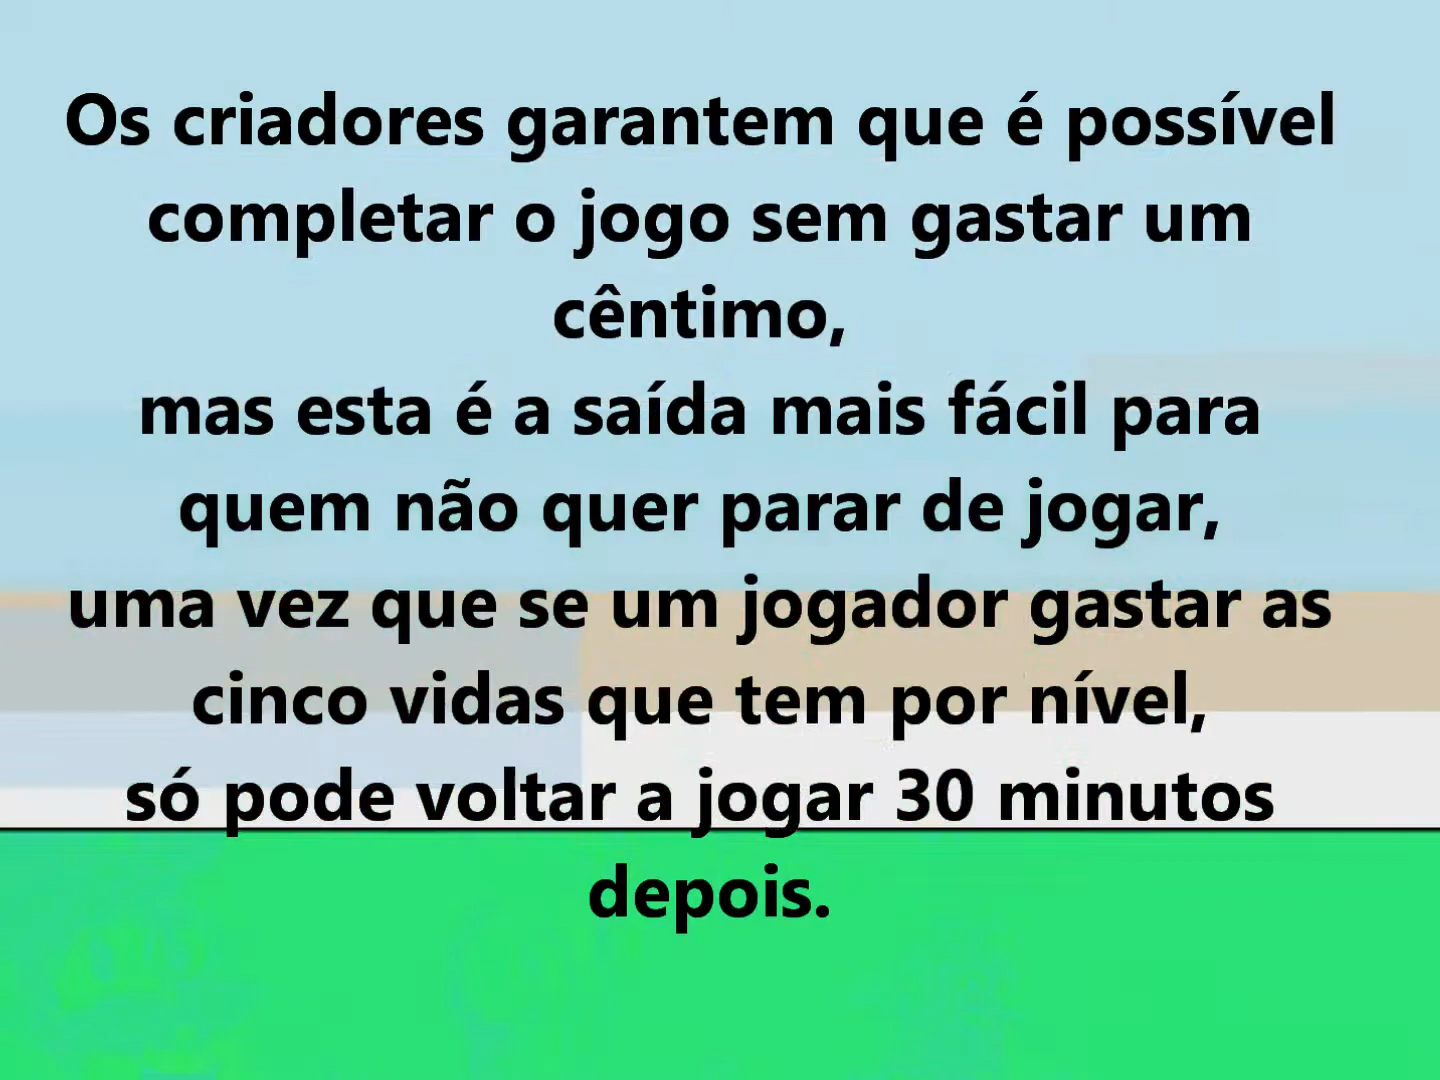 Os criadores garantem que é possível
completar o jogo sem gastar um
cêntimo,
mas esta é a saída mais fácil para
quem não quer parar de jogar,
uma vez que se um jogador gastar as
cinco vidas que tem por nível,
só pode voltar a jogar 30 minutos
depois.